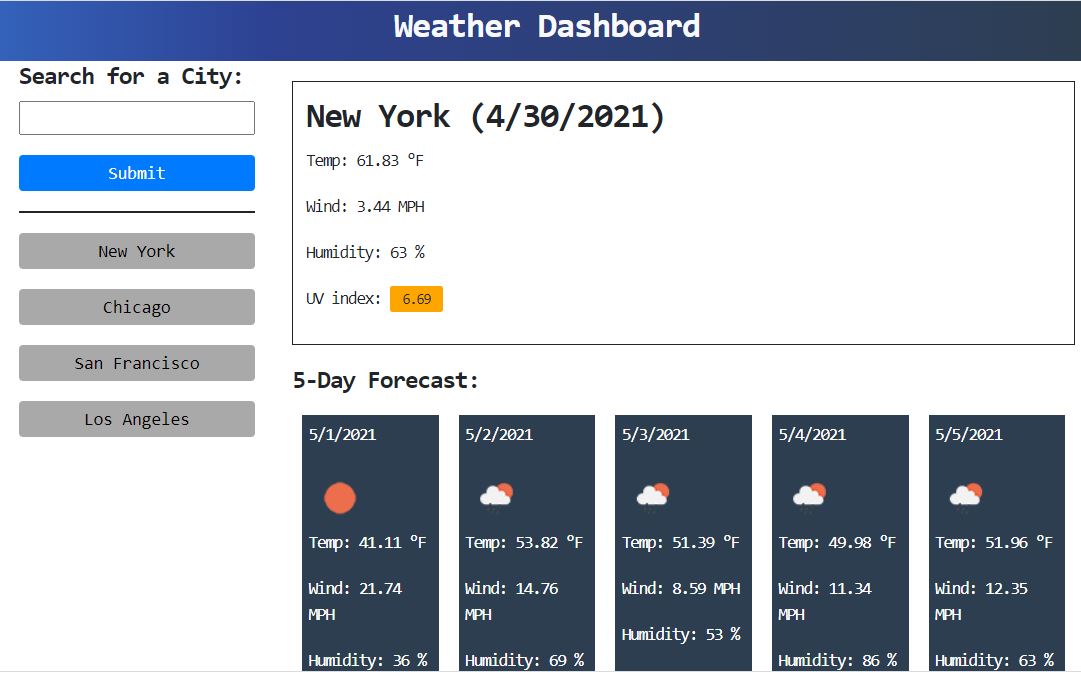 Weather Dashboard
Search for a City:
Submit
New York
Chicago
San Francisco
Los Angeles
New York (4/30/2021)
Temp: 61.83 °F
Wind: 3.44 MPH
Humidity: 63 %
UV index: 6.69
5-Day Forecast:
5/1/2021
Temp: 41.11 °F
Wind: 21.74
MPH
Humidity: 36 %
5/2/2021
Temp: 53.82 °F
Wind: 14.76
MPH
Humidity: 69 %
5/3/2021
Temp: 51.39 °F
Wind: 8.59 MPH
Humidity: 53 %
5/4/2021
Temp: 49.98 °F
Wind: 11.34
MPH
Humidity: 86 %
5/5/2021
Temp: 51.96 °F
Wind: 12.35
MPH
Humidity: 63 %